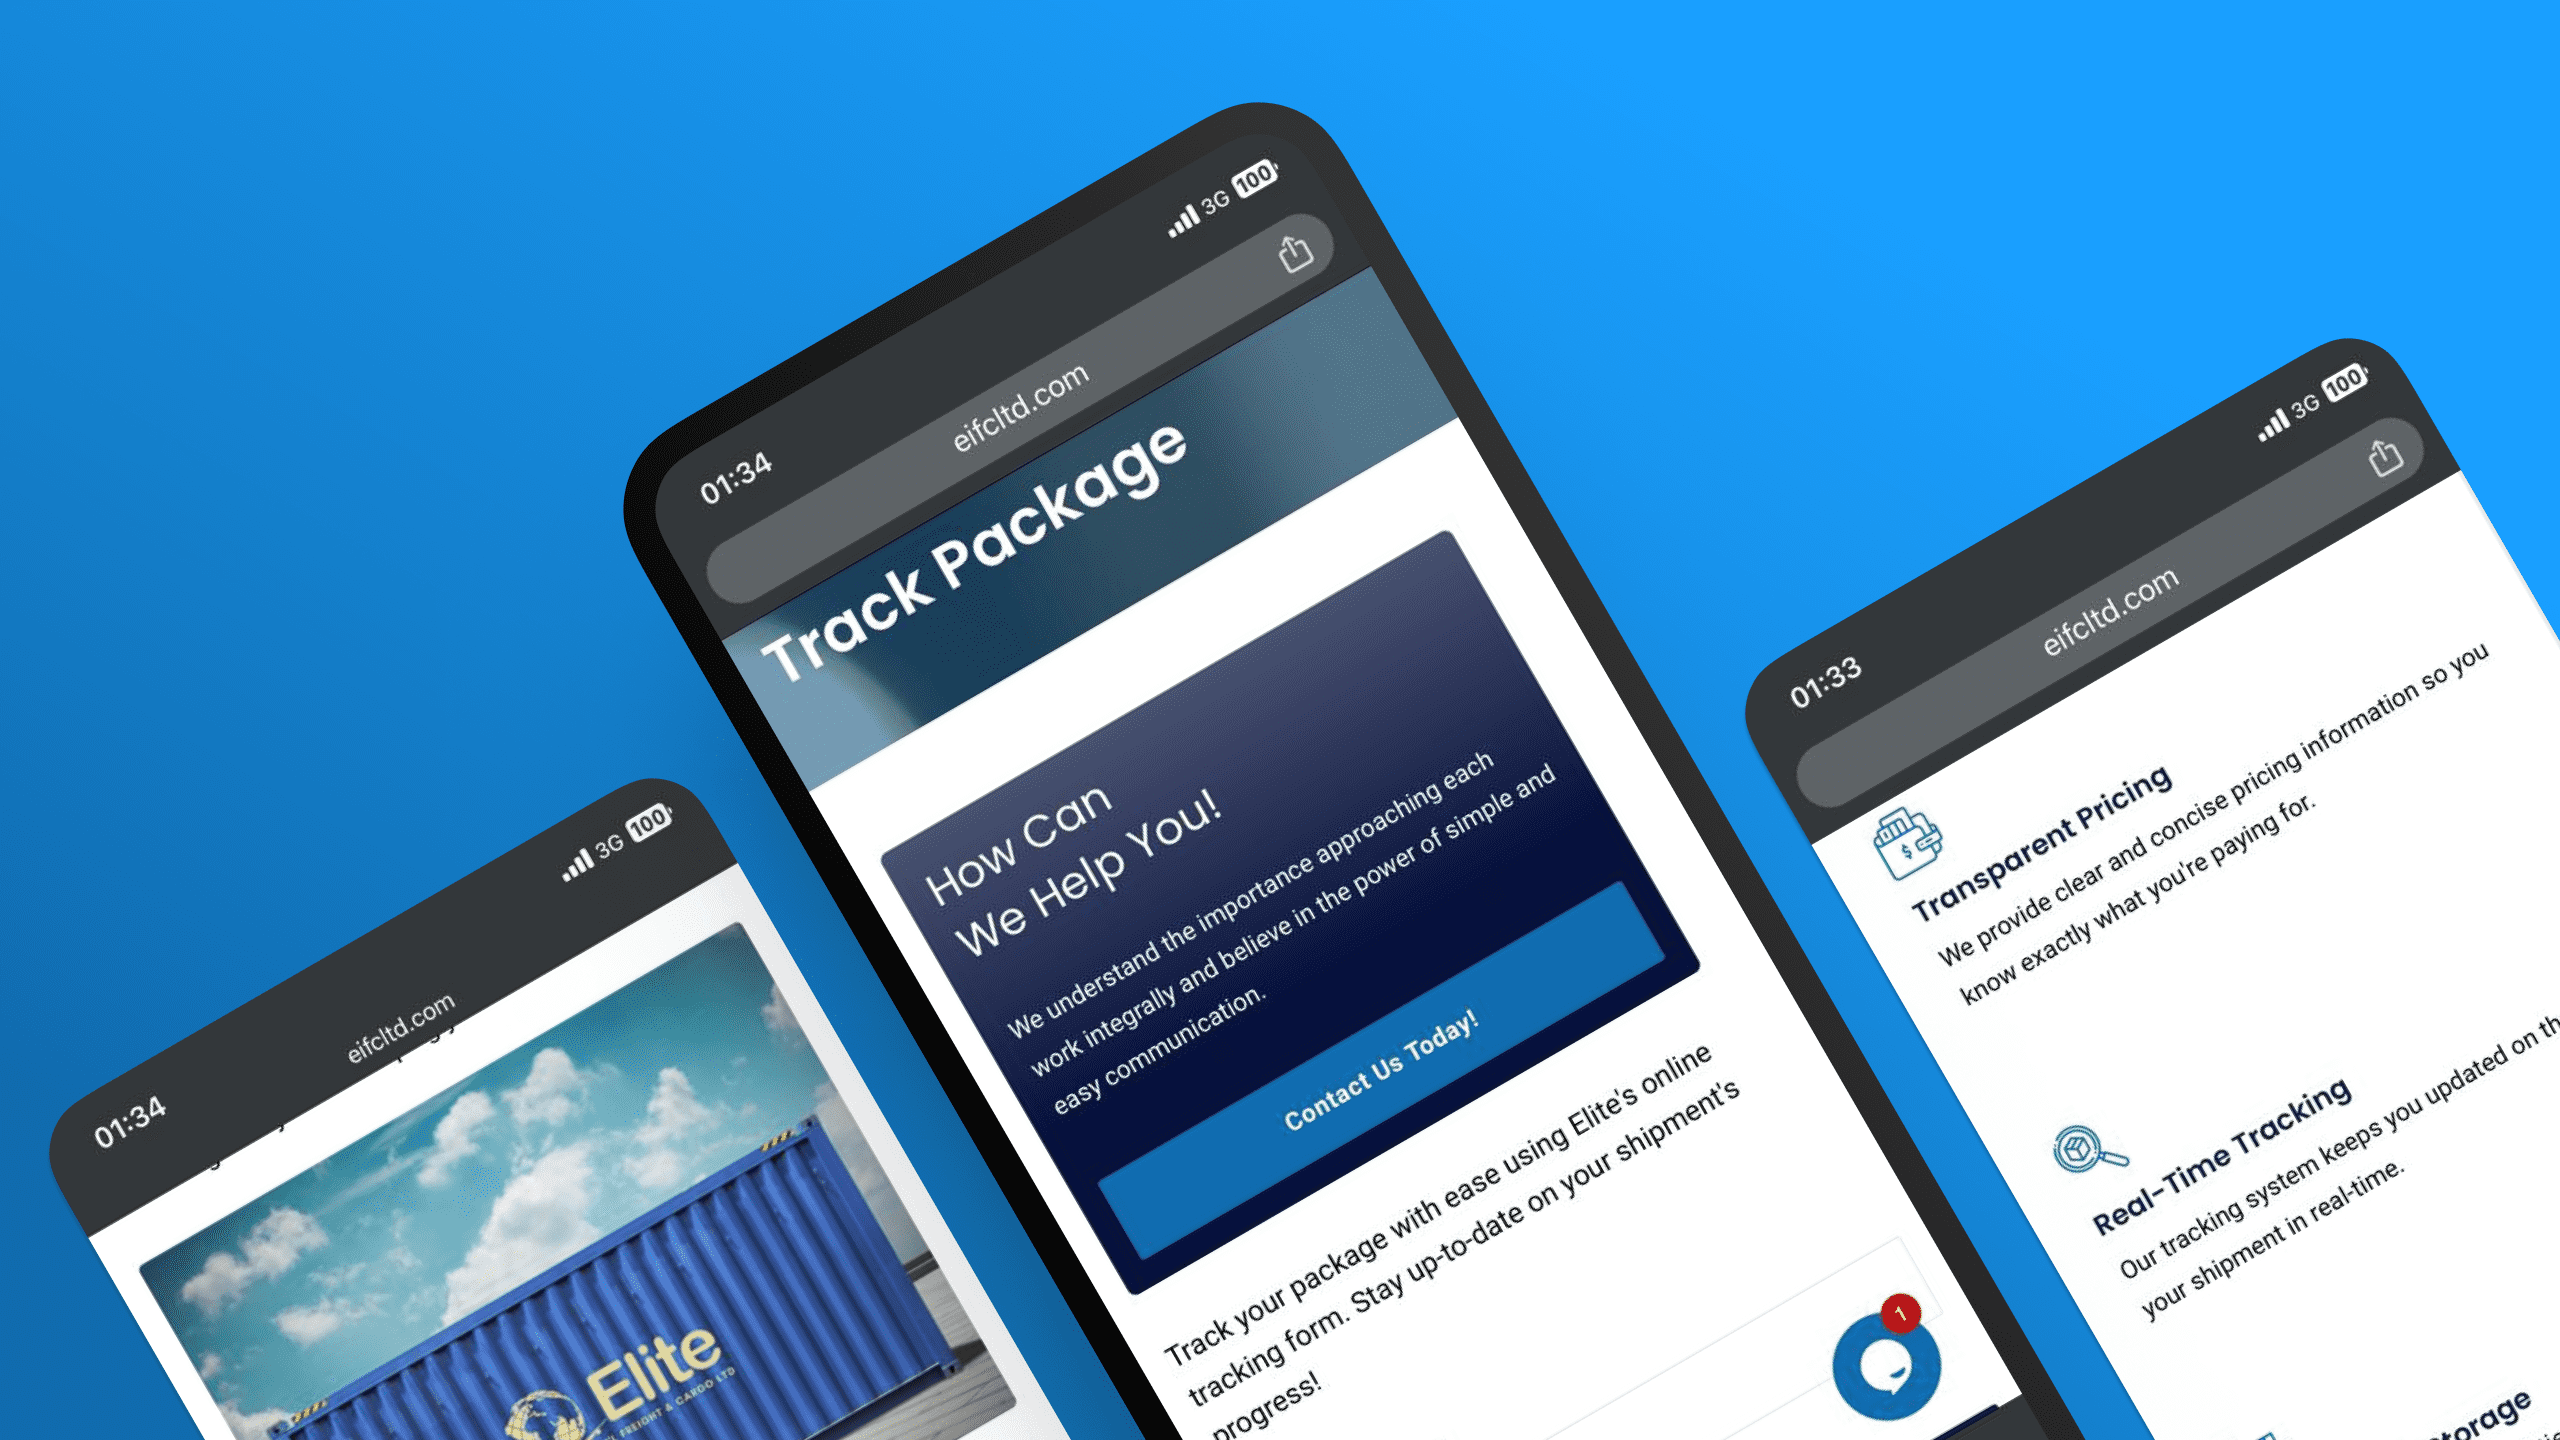 01:34
3G
100
eifcltd.com
Elite
FREIGHT & CARGO LTD
01:34
3G
100
eifcltd.com
Track Package
How Can
We Help You!
We understand the importance approaching each
work integrally and believe in the power of simple and
easy communication.
Contact Us Today!
Track your package with ease using Elite's online
tracking form. Stay up-to-date on your shipment's
progress!
1
01:33
3G
100
eifcltd.com
Transparent Pricing
We provide clear and concise pricing information so you
know exactly what you're paying for.
Real-Time Tracking
Our tracking system keeps you updated on
your shipment in real-time.